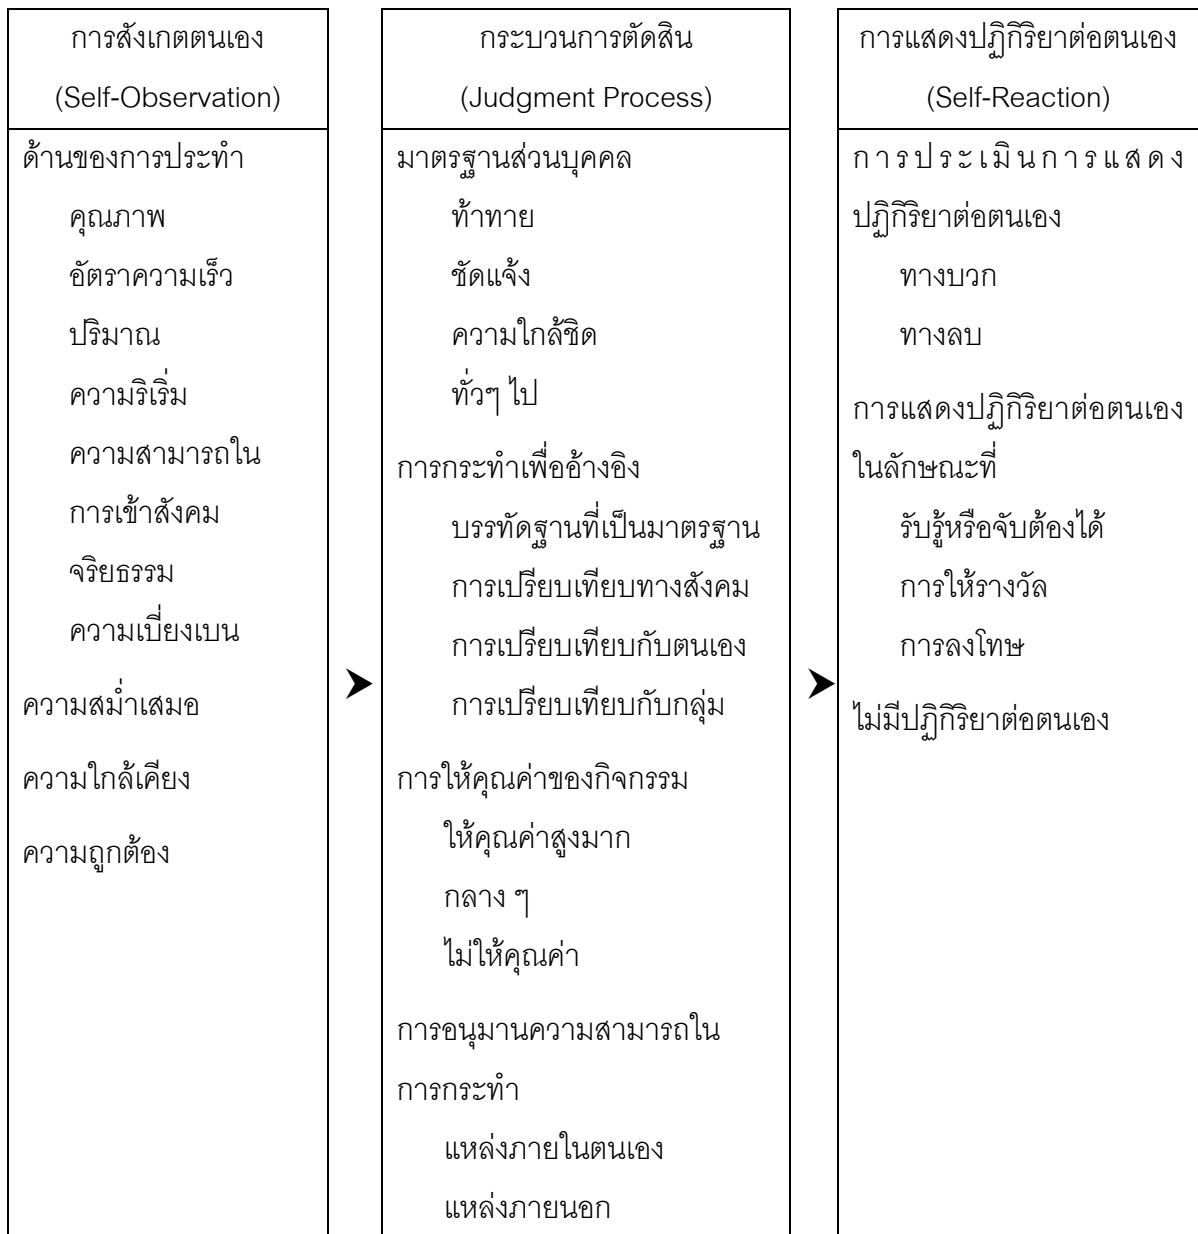 การสังเกตตนเอง
(Self-Observation)
ด้านของการประทำ
คุณภาพ
อัตราความเร็ว
ปริมาณ
ความริเริ่ม
ความสามารถใน
การเข้าสังคม
จริยธรรม
ความเบี่ยงเบน
ความสม่ำเสมอ
ความใกล้เคียง
ความถูกต้อง
กระบวนการตัดสิน
(Judgment Process)
มาตรฐานส่วนบุคคล
ท้าทาย
ชัดแจ้ง
ความใกล้ชิด
ทั่วๆ ไป
การกระทำเพื่ออ้างอิง
บรรทัดฐานที่เป็นมาตรฐาน
การเปรียบเทียบทางสังคม
การเปรียบเทียบกับตนเอง
การเปรียบเทียบกับกลุ่ม
การให้คุณค่าของกิจกรรม
ให้คุณค่าสูงมาก
กลาง ๆ
ไม่ให้คุณค่า
การอนุมานความสามารถใน
การกระทำ
แหล่งภายในตนเอง
แหล่งภายนอก
การแสดงปฏิกิริยาต่อตนเอง
(Self-Reaction)
การประเมินการแสดง
ปฏิกิริยาต่อตนเอง
ทางบวก
ทางลบ
การแสดงปฏิกิริยาต่อตนเอง
ในลักษณะที่
รับรู้หรือจับต้องได้
การให้รางวัล
การลงโทษ
ไม่มีปฏิกิริยาต่อตนเอง